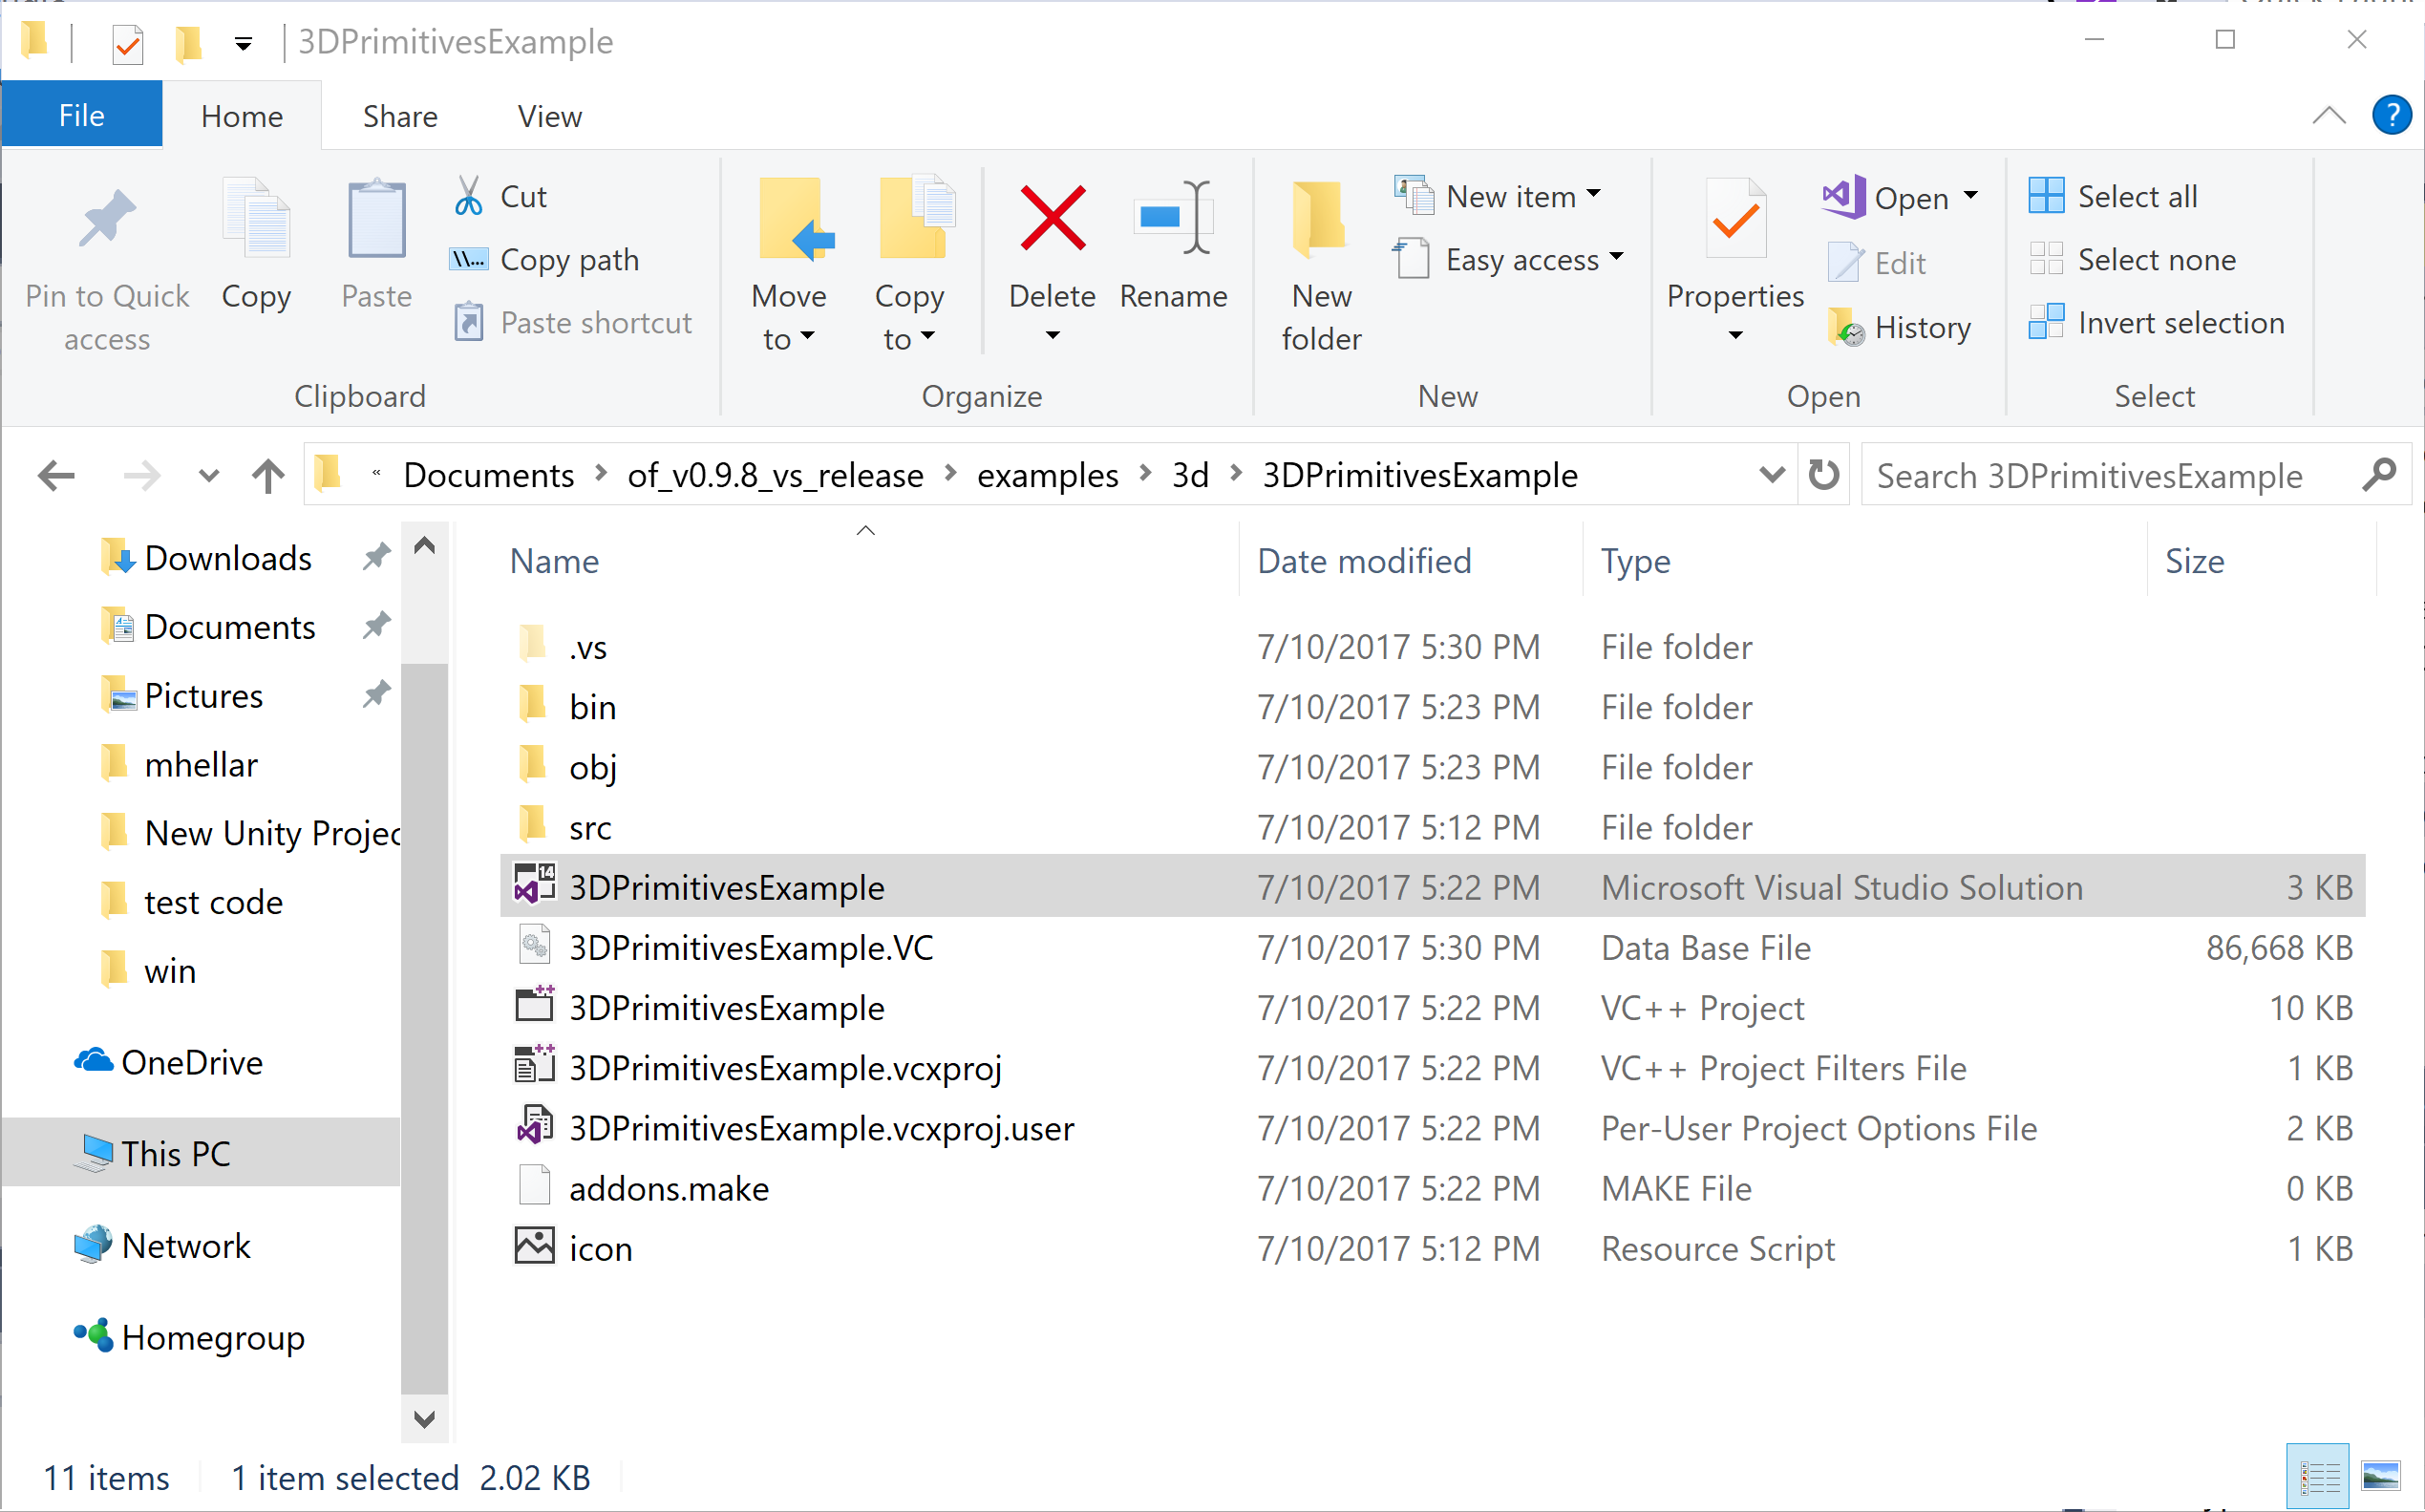 3DPrimitivesExample
File Home Share View
Pin to Quick access
Copy
Paste
Cut
Copy path
Paste shortcut
Clipboard
Move to
Copy to
Delete
Rename
Organize
New folder
New item
Easy access
New
Properties
Open
Edit
History
Open
Select all
Select none
Invert selection
Select
« Documents > of_v0.9.8_vs_release > examples > 3d > 3DPrimitivesExample
Search 3DPrimitivesExample
Downloads
Documents
Pictures
mhellar
New Unity Projec
test code
win
OneDrive
This PC
Network
Homegroup
Name Date modified Type Size
.vs 7/10/2017 5:30 PM File folder
bin 7/10/2017 5:23 PM File folder
obj 7/10/2017 5:23 PM File folder
src 7/10/2017 5:12 PM File folder
3DPrimitivesExample 7/10/2017 5:22 PM Microsoft Visual Studio Solution 3 KB
3DPrimitivesExample.VC 7/10/2017 5:30 PM Data Base File 86,668 KB
3DPrimitivesExample 7/10/2017 5:22 PM VC++ Project 10 KB
3DPrimitivesExample.vcxproj 7/10/2017 5:22 PM VC++ Project Filters File 1 KB
3DPrimitivesExample.vcxproj.user 7/10/2017 5:22 PM Per-User Project Options File 2 KB
addons.make 7/10/2017 5:22 PM MAKE File 0 KB
icon 7/10/2017 5:12 PM Resource Script 1 KB
11 items 1 item selected 2.02 KB